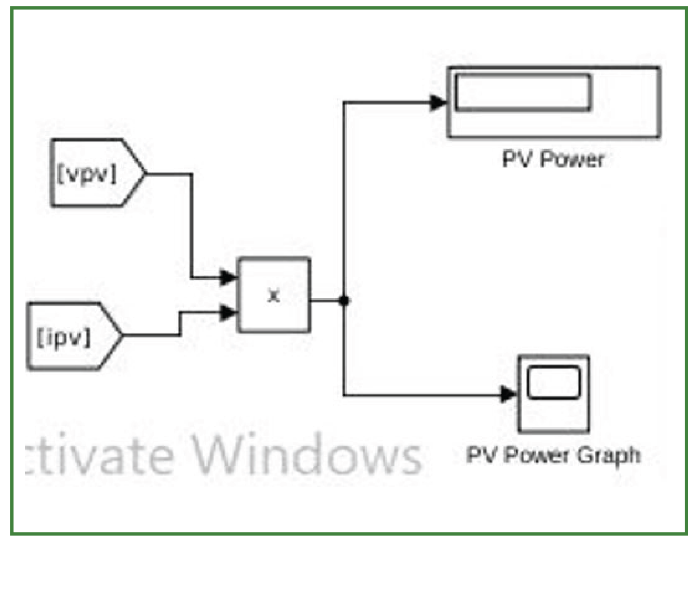 PV Power
[vpv]
x
[ipv]
ctivate Windows
PV Power Graph